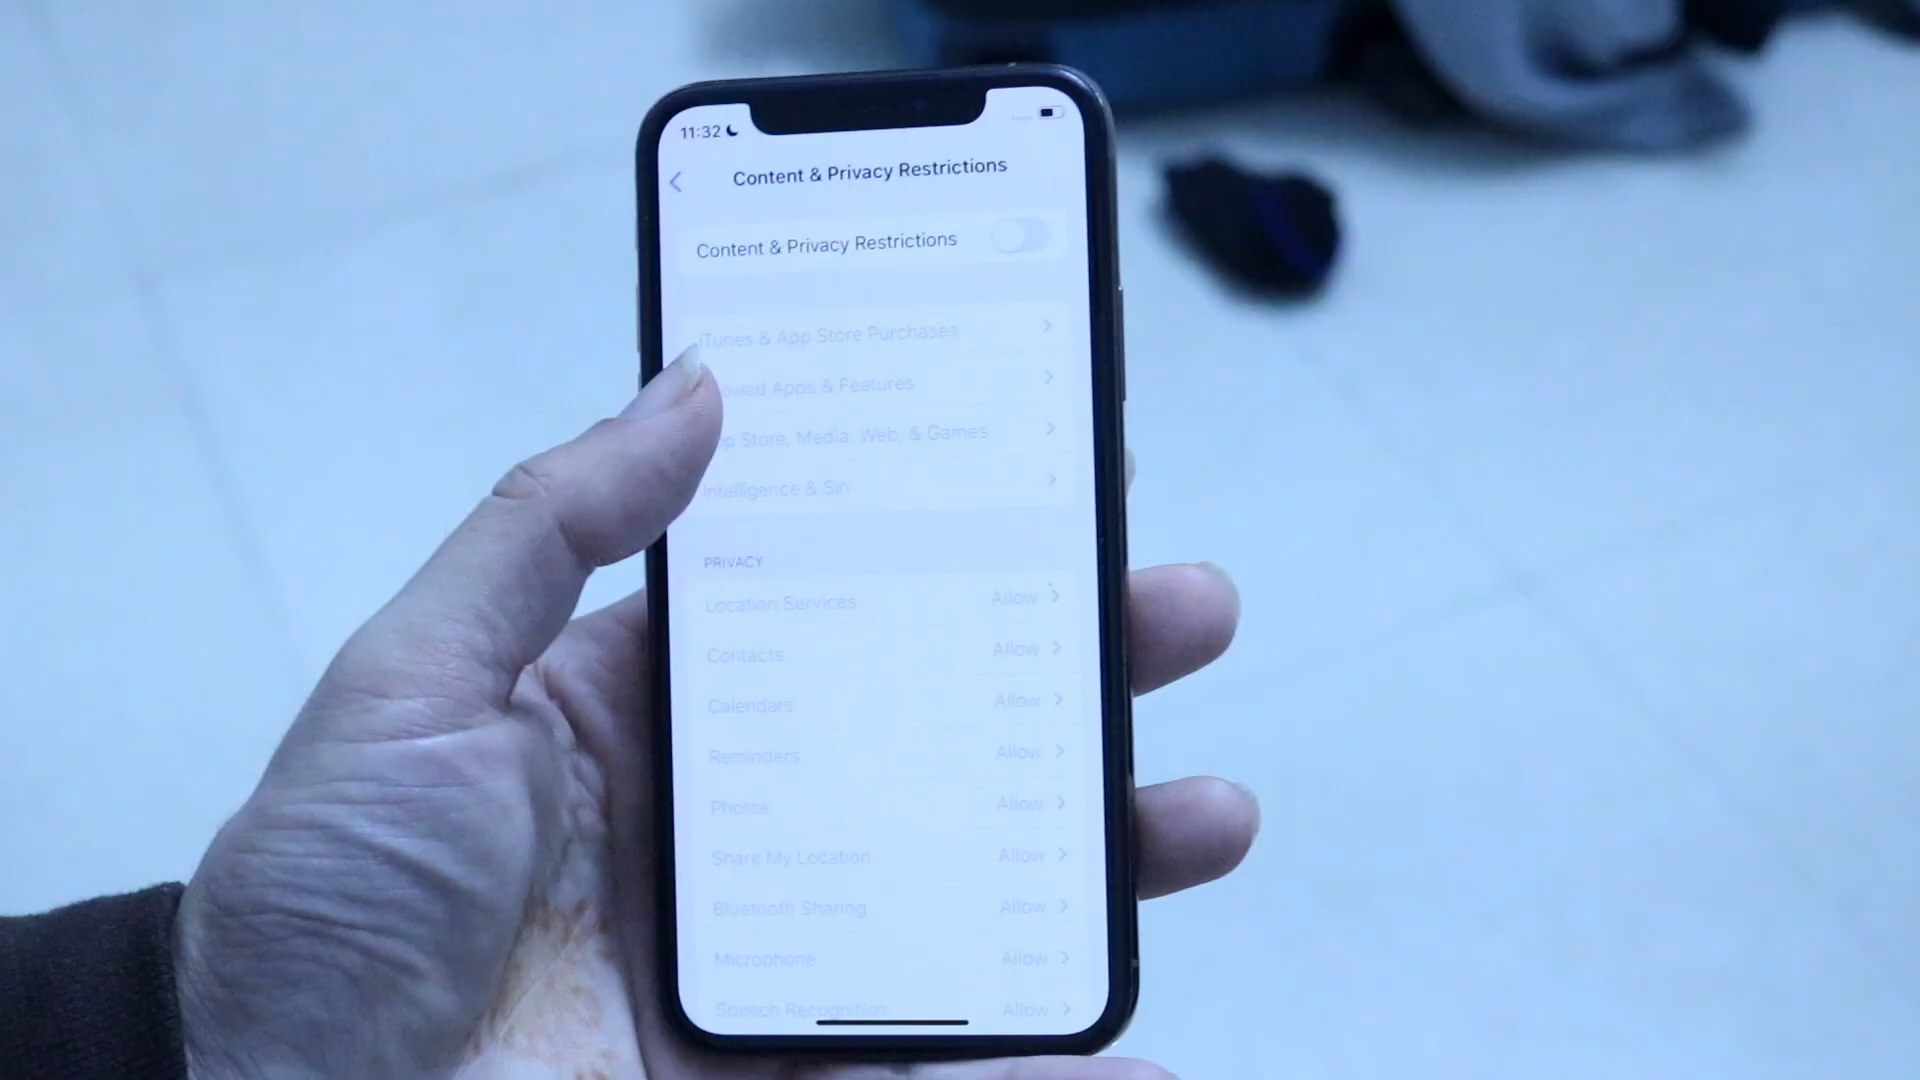 11:32
Content & Privacy Restrictions
Content & Privacy Restrictions
iTunes & App Store Purchases
Apps & Features
Store, Media, Web, & Games
Intelligence & Siri
PRIVACY
Location Services Allow
Contacts Allow
Calendars Allow
Reminders Allow
Photos Allow
Share My Location Allow
Bluetooth Sharing Allow
Microphone Allow
Speech Recognition Allow